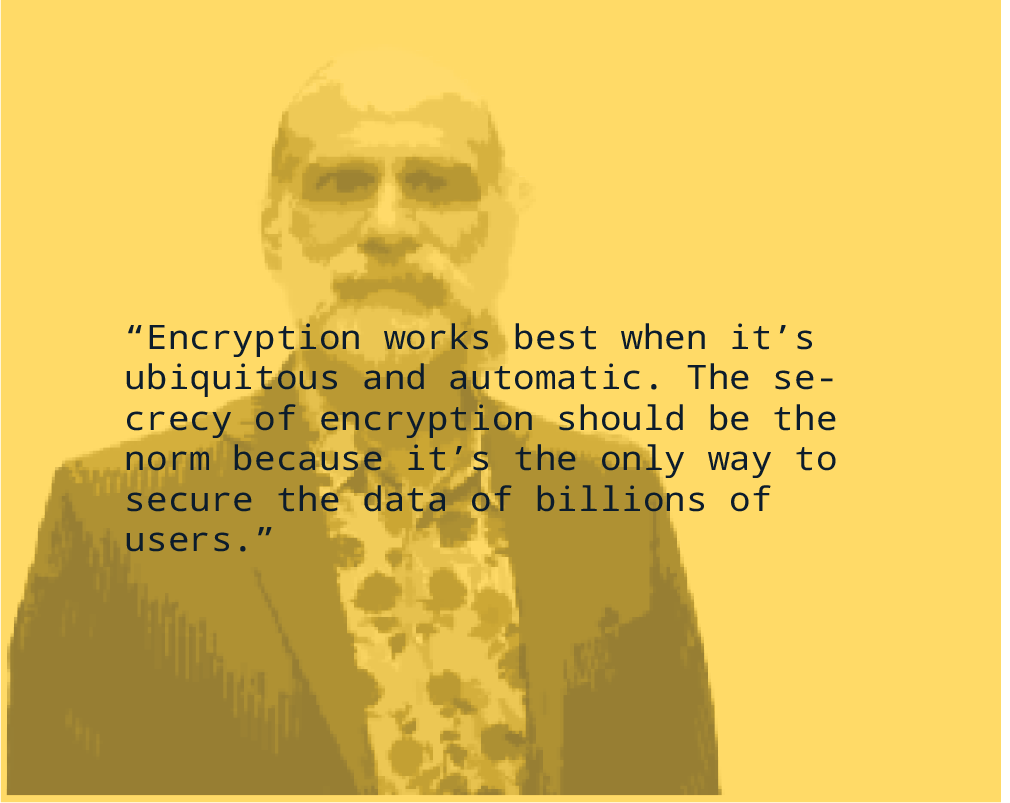 “Encryption works best when it’s
ubiquitous and automatic. The se-
crecy of encryption should be the
norm because it’s the only way to
secure the data of billions of
users.”